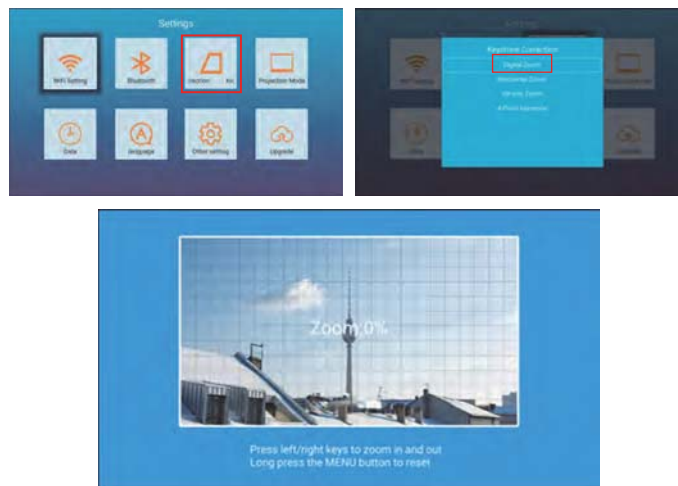 Settings
WiFi Setting
Bluetooth
Projection Mode
Date
language
Other setting
Upgrade
Keystone Correction
Digital Zoom
Horizontal Zoom
4-Point Keystone
Zoom:0%
Press left/right keys to zoom in and out
Long press the MENU button to reset